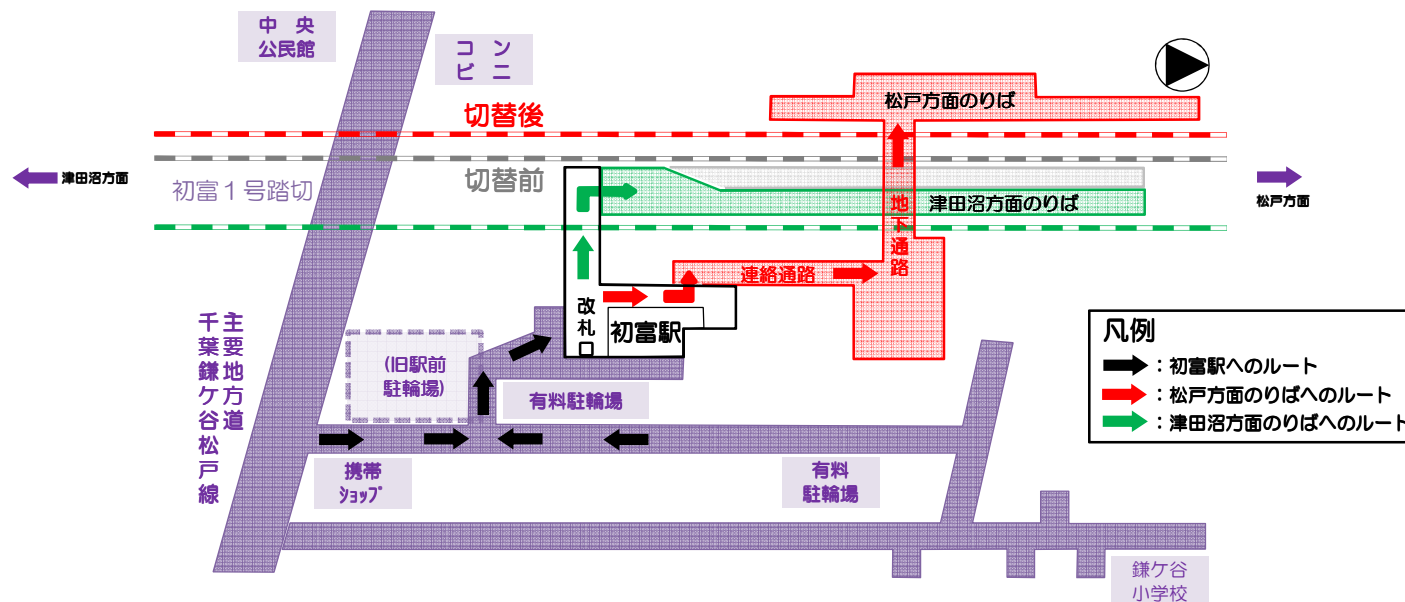 中 央
公民館
コ ン
ビ ニ
松戸方面のりば
切替後
切替前
津田沼方面
初富１号踏切
松戸方面
津田沼方面のりば
地下通路
連絡通路
改札口
初富駅
主要地方道
千葉鎌ケ谷松戸線
(旧駅前
駐輪場)
有料駐輪場
携帯
ｼｮｯﾌﾟ
有料
駐輪場
鎌ケ谷
小学校
凡例
：初富駅へのルート
：松戸方面のりばへのルート
：津田沼方面のりばへのルート